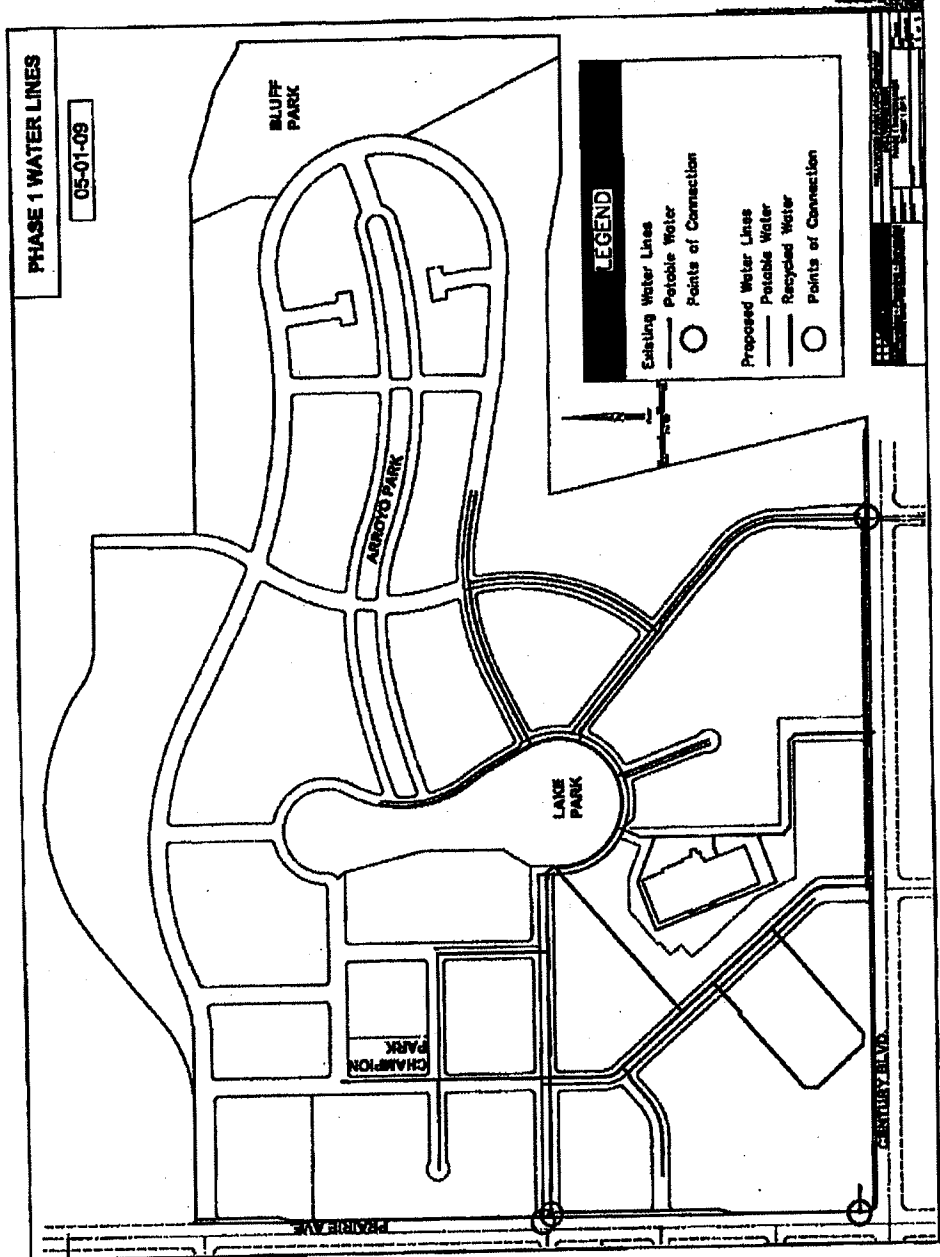 PHASE 1 WATER LINES
05-01-09
BLUFF
PARK
ARROYO PARK
LAKE
PARK
CHAMPION
PARK
PRAIRIE AVE
CENTURY BLVD.
LEGEND
Existing Water Lines
Potable Water
Points of Connection
Proposed Water Lines
Potable Water
Recycled Water
Points of Connection